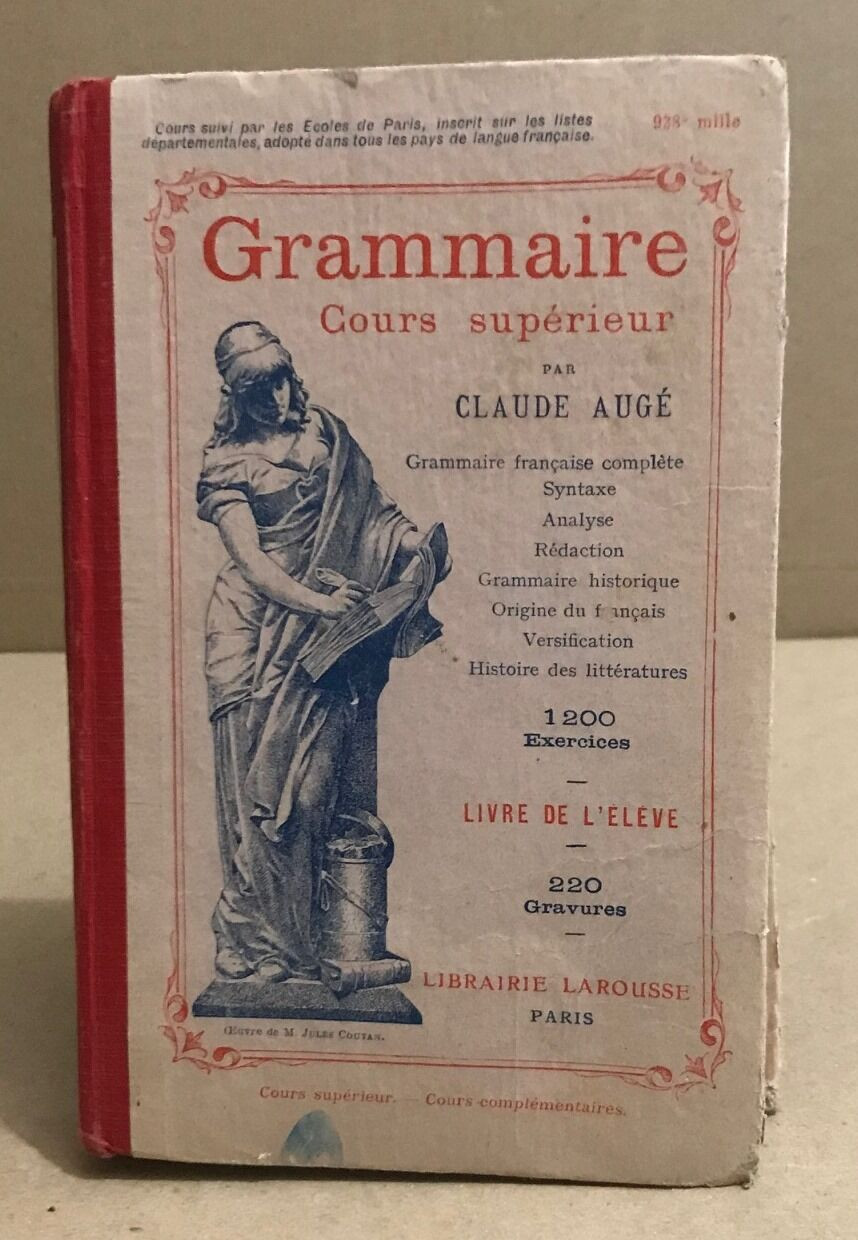 Cours suivi par les Ecoles de Paris, inscrit sur les listes
départementales, adopté dans tous les pays de langue française.
938e mille
Grammaire
Cours supérieur
PAR
CLAUDE AUGÉ
Grammaire française complète
Syntaxe
Analyse
Rédaction
Grammaire historique
Origine du
Versification
Histoire des littératures
1200
Exercices
LIVRE DE L'ÉLÈVE
220
Gravures
LIBRAIRIE LAROUSSE
PARIS
Œuvre de M. JULES COUTAN.
Cours supérieur. — Cours complémentaires.